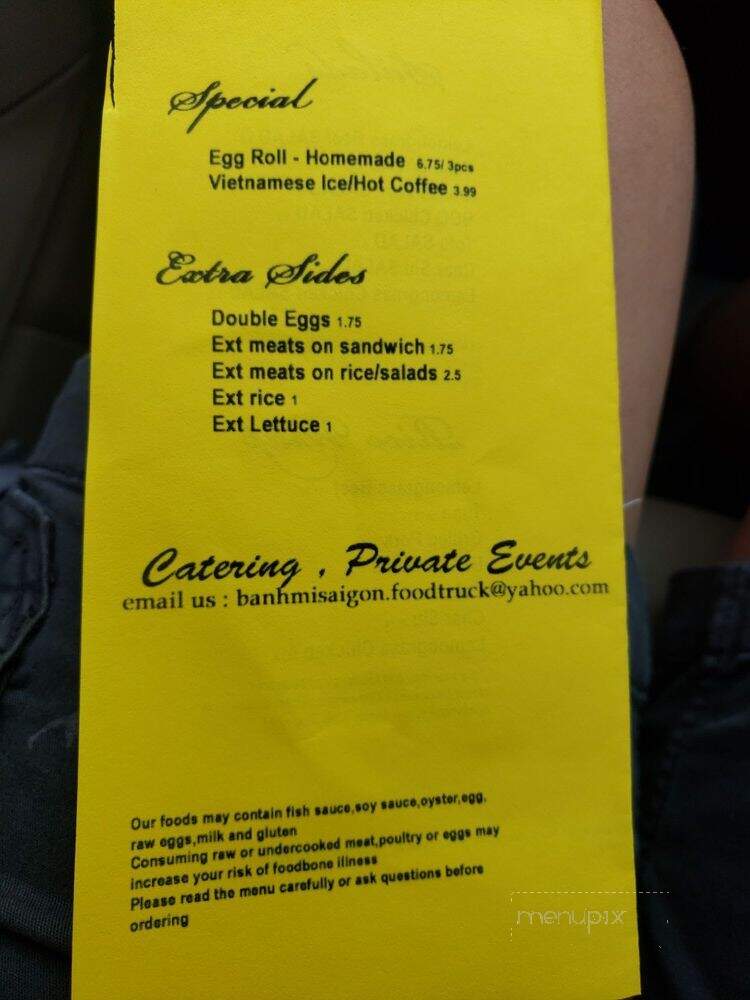 Special
Egg Roll - Homemade 6.75/ 3pcs
Vietnamese Ice/Hot Coffee 3.99
Extra Sides
Double Eggs 1.75
Ext meats on sandwich 1.75
Ext meats on rice/salads 2.5
Ext rice 1
Ext Lettuce 1
Catering , Private Events
email us : banhmisaigon.foodtruck@yahoo.com
Our foods may contain fish sauce,soy sauce,oyster,egg,
raw eggs,milk and gluten
Consuming raw or undercooked meat,poultry or eggs may
increase your risk of foodbone illness
Please read the menu carefully or ask questions before
ordering
menupix